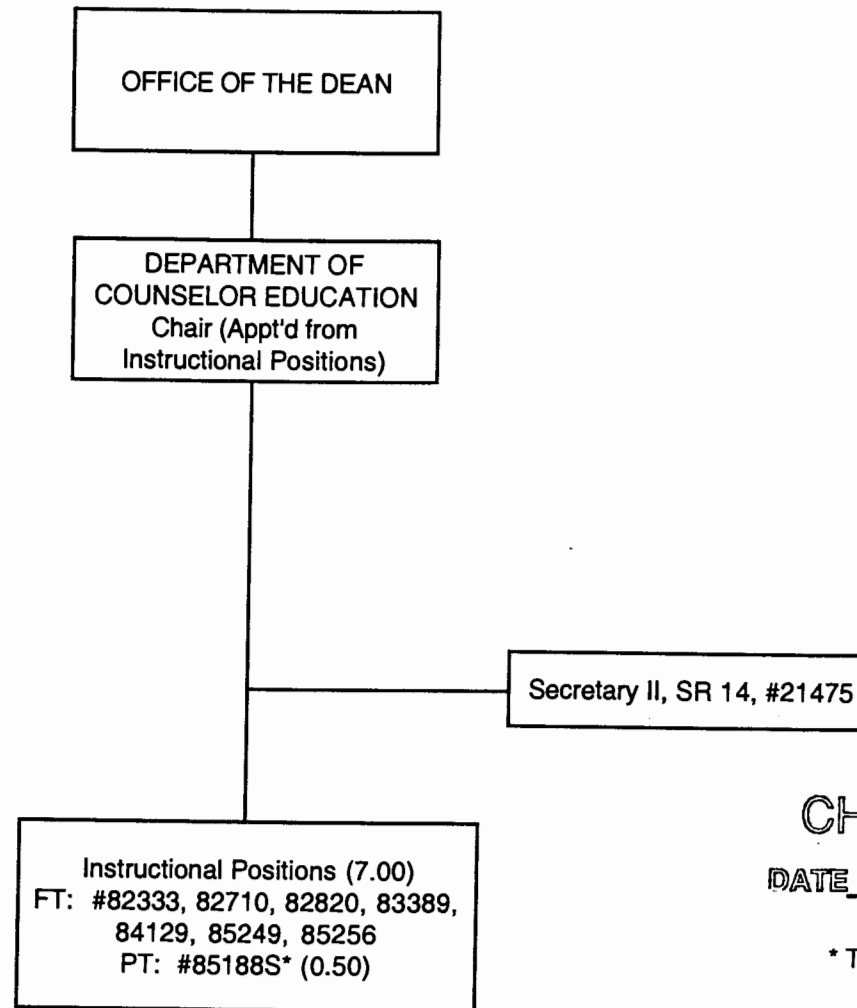 OFFICE OF THE DEAN
DEPARTMENT OF
COUNSELOR EDUCATION
Chair (Appt'd from
Instructional Positions)
Secretary II, SR 14, #21475
Instructional Positions (7.00)
FT: #82333, 82710, 82820, 83389,
84129, 85249, 85256
PT: #85188S* (0.50)
CH
DATE
* T